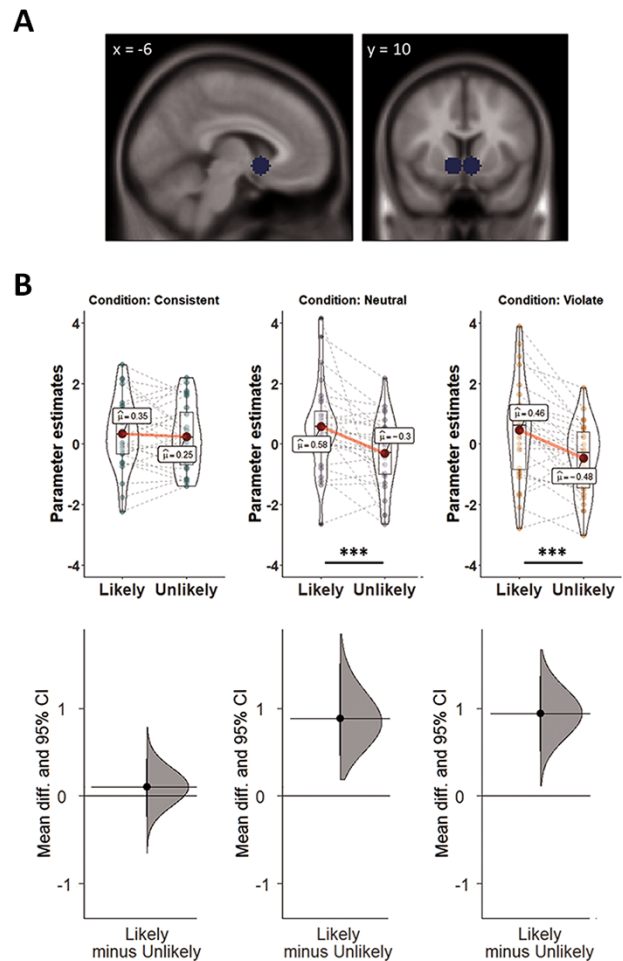 A
x = -6
y = 10
B
Condition: Consistent
Condition: Neutral
Condition: Violate
Parameter estimates
4
2
0
-2
-4
μ̂ = 0.35
μ̂ = 0.25
Likely Unlikely
Parameter estimates
4
2
0
-2
-4
μ̂ = 0.58
μ̂ = -0.3
***
Likely Unlikely
Parameter estimates
4
2
0
-2
-4
μ̂ = 0.46
μ̂ = -0.48
***
Likely Unlikely
Mean diff. and 95% CI
1
0
-1
Likely
minus Unlikely
Mean diff. and 95% CI
1
0
-1
Likely
minus Unlikely
Mean diff. and 95% CI
1
0
-1
Likely
minus Unlikely